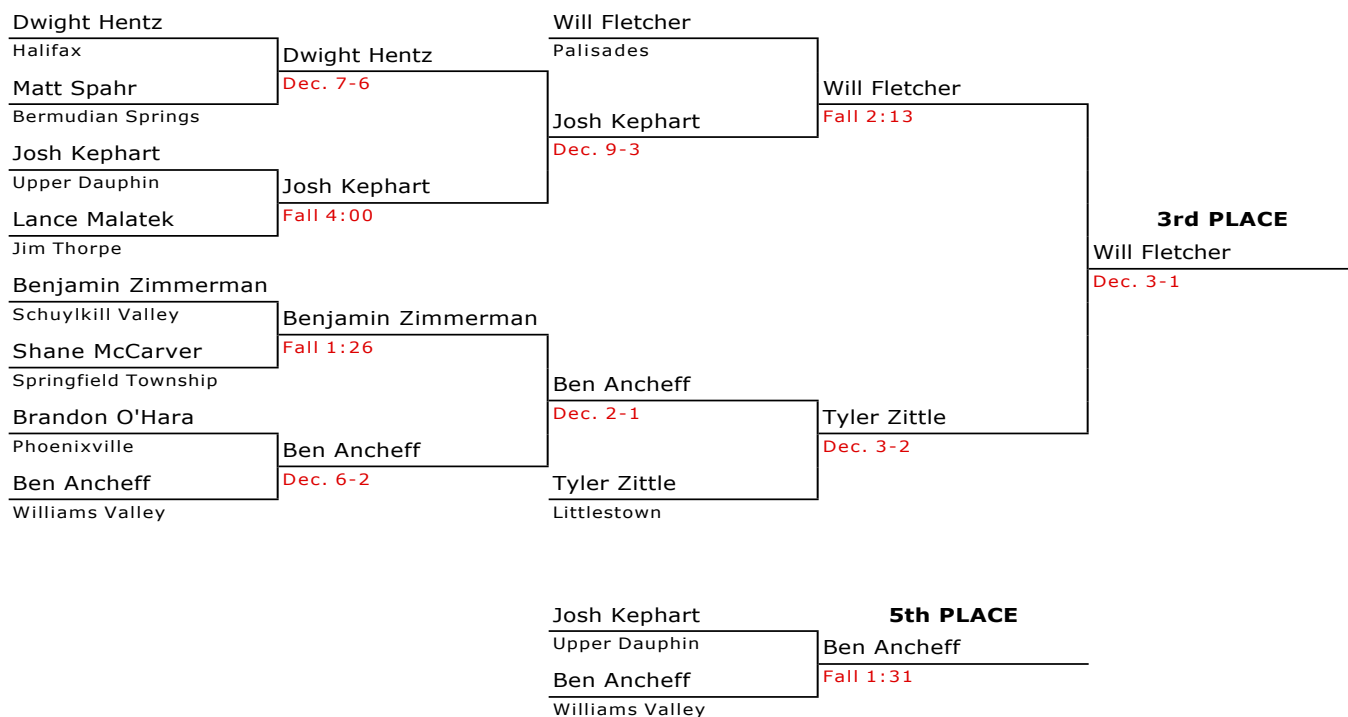 Dwight Hentz
Halifax
Matt Spahr
Bermudian Springs
Josh Kephart
Upper Dauphin
Lance Malatek
Jim Thorpe
Benjamin Zimmerman
Schuylkill Valley
Shane McCarver
Springfield Township
Brandon O'Hara
Phoenixville
Ben Ancheff
Williams Valley
Dwight Hentz
Dec. 7-6
Josh Kephart
Fall 4:00
Benjamin Zimmerman
Fall 1:26
Ben Ancheff
Dec. 6-2
Will Fletcher
Palisades
Josh Kephart
Dec. 9-3
Ben Ancheff
Dec. 2-1
Tyler Zittle
Littlestown
Will Fletcher
Fall 2:13
Tyler Zittle
Dec. 3-2
3rd PLACE
Will Fletcher
Dec. 3-1
Josh Kephart
Upper Dauphin
Ben Ancheff
Williams Valley
5th PLACE
Ben Ancheff
Fall 1:31